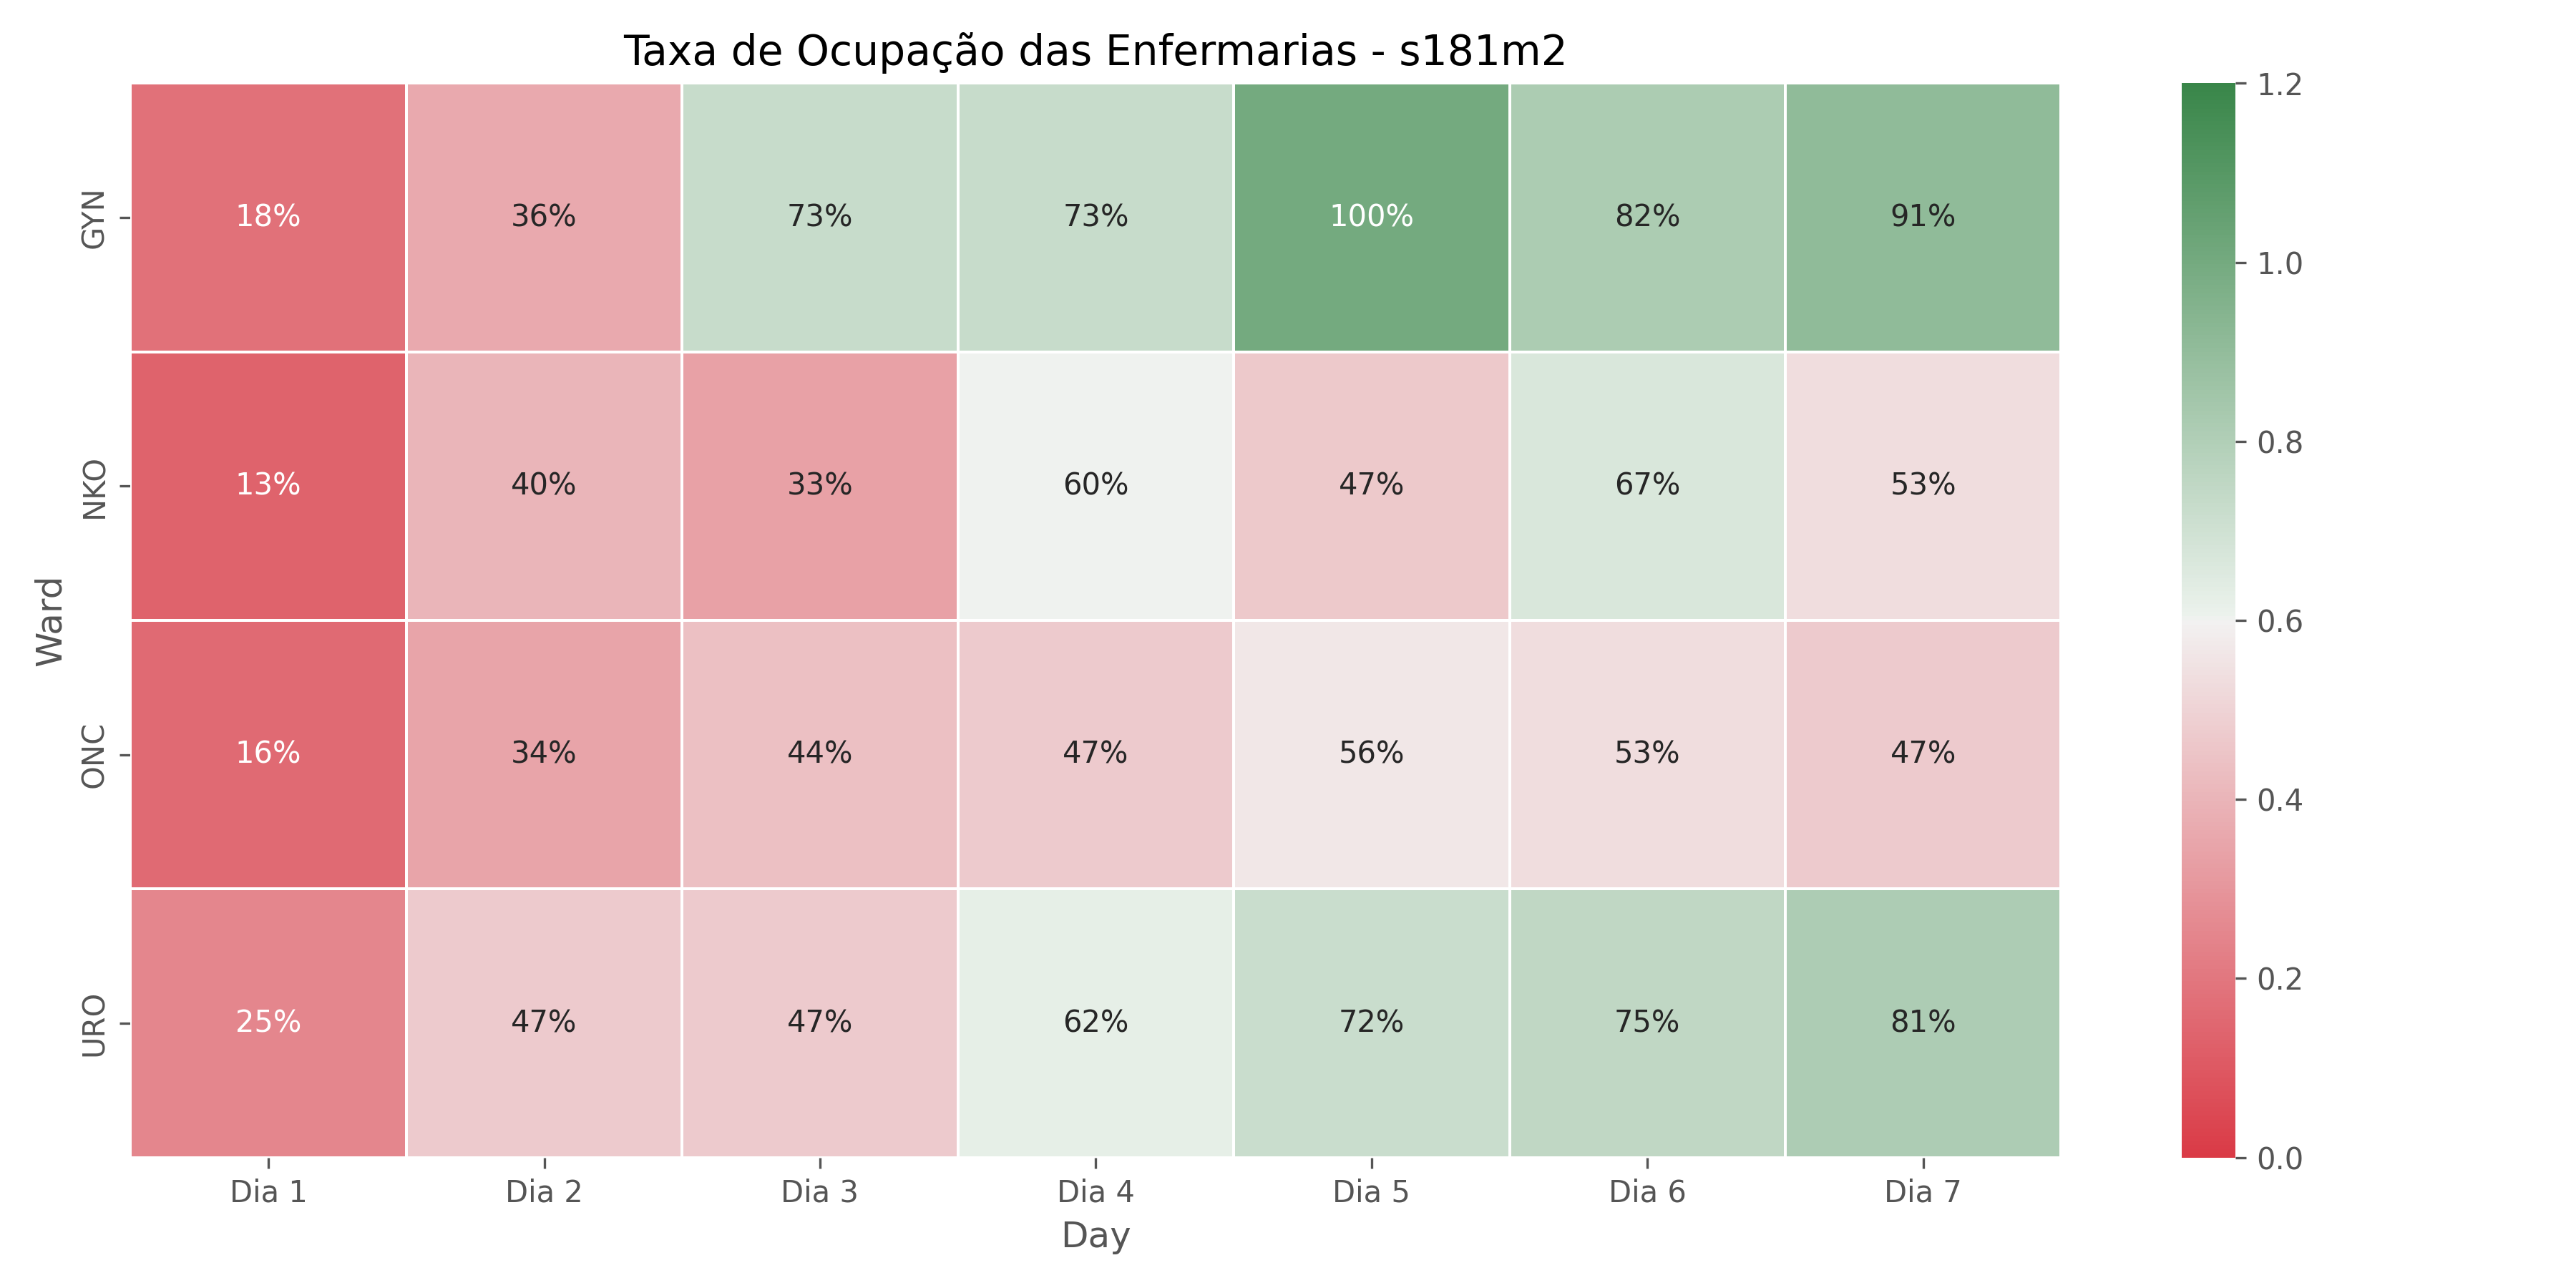 Taxa de Ocupação das Enfermarias - s181m2
Ward
GYN 18% 36% 73% 73% 100% 82% 91%
NKO 13% 40% 33% 60% 47% 67% 53%
ONC 16% 34% 44% 47% 56% 53% 47%
URO 25% 47% 47% 62% 72% 75% 81%
Dia 1 Dia 2 Dia 3 Dia 4 Dia 5 Dia 6 Dia 7
Day
1.2
1.0
0.8
0.6
0.4
0.2
0.0